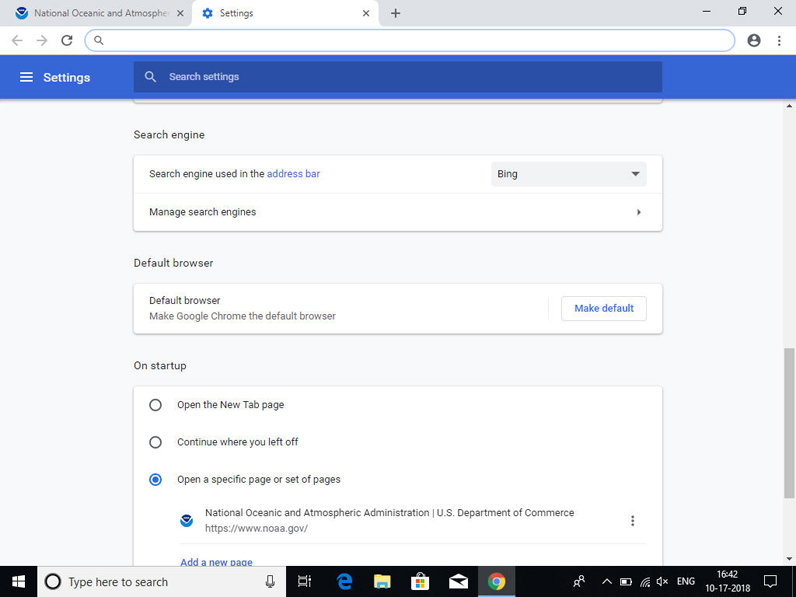 National Oceanic and Atmospher
Settings
Settings
Search settings
Search engine
Search engine used in the address bar
Bing
Manage search engines
Default browser
Default browser
Make Google Chrome the default browser
Make default
On startup
Open the New Tab page
Continue where you left off
Open a specific page or set of pages
National Oceanic and Atmospheric Administration | U.S. Department of Commerce
https://www.noaa.gov/
Add a new page
Type here to search
ENG
16:42
10-17-2018